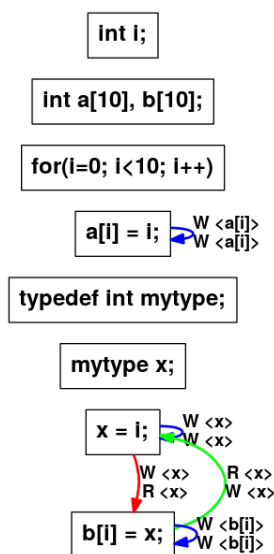 int i;
int a[10], b[10];
for(i=0; i<10; i++)
a[i] = i;
W <a[i]>
W <a[i]>
typedef int mytype;
mytype x;
x = i;
W <x>
W <x>
W <x>
R <x>
R <x>
W <x>
b[i] = x;
W <b[i]>
W <b[i]>